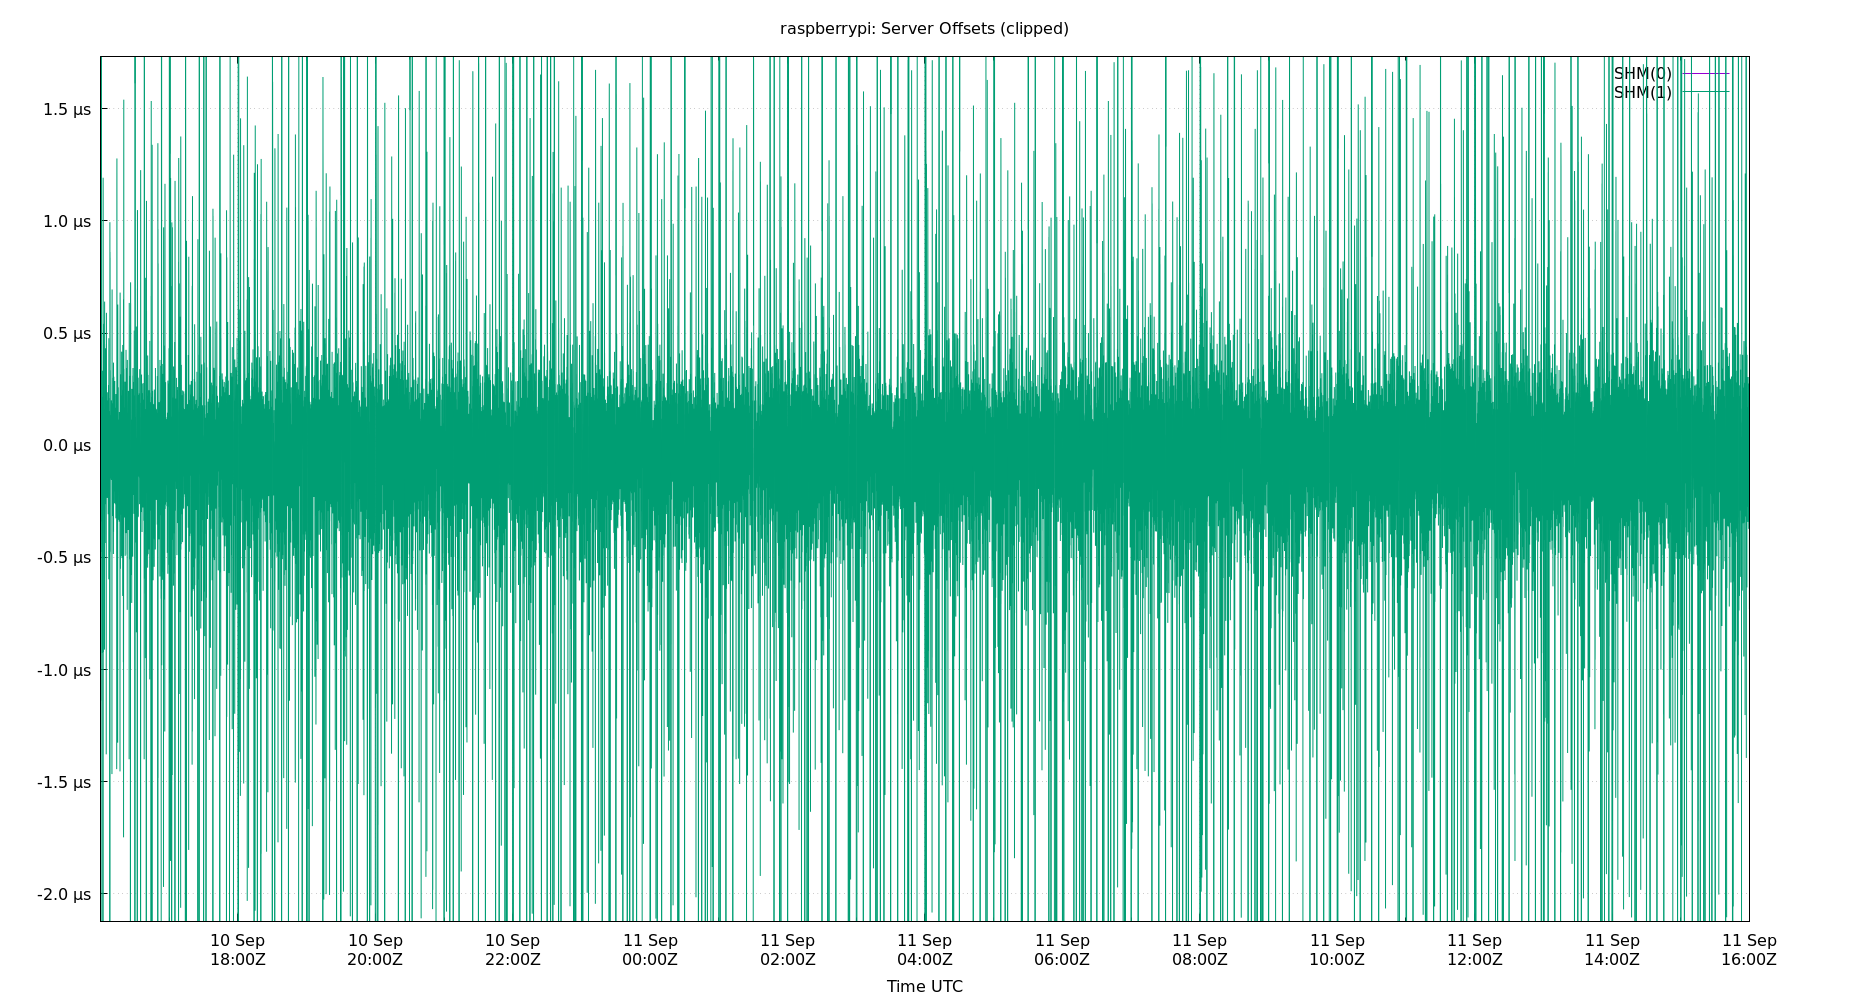 raspberrypi: Server Offsets (clipped)
SHM(0)
SHM(1)
1.5 µs
1.0 µs
0.5 µs
0.0 µs
-0.5 µs
-1.0 µs
-1.5 µs
-2.0 µs
10 Sep 10 Sep 10 Sep 11 Sep 11 Sep 11 Sep 11 Sep 11 Sep 11 Sep 11 Sep 11 Sep 11 Sep
18:00Z 20:00Z 22:00Z 00:00Z 02:00Z 04:00Z 06:00Z 08:00Z 10:00Z 12:00Z 14:00Z 16:00Z
Time UTC